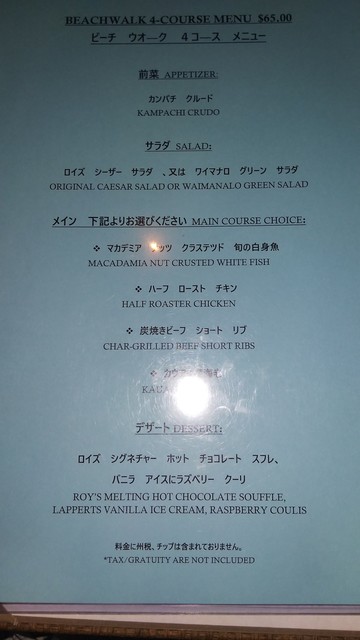 BEACHWALK 4-COURSE MENU $65.00
ビーチ ウオーク 4コース メニュー
前菜 APPETIZER:
カンパチ クルード
KAMPACHI CRUDO
サラダ SALAD:
ロイズ シーザー サラダ 、又は ワイマナロ グリーン サラダ
ORIGINAL CAESAR SALAD OR WAIMANALO GREEN SALAD
メイン 下記よりお選びください MAIN COURSE CHOICE:
❖ マカデミア ナッツ クラステツド 旬の白身魚
MACADAMIA NUT CRUSTED WHITE FISH
❖ ハーフ ロースト チキン
HALF ROASTER CHICKEN
❖ 炭焼きビーフ ショート リブ
CHAR-GRILLED BEEF SHORT RIBS
❖
デザート DESSERT:
ロイズ シグネチャー ホット チョコレート スフレ、
バニラ アイスにラズベリー クーリ
ROY'S MELTING HOT CHOCOLATE SOUFFLE,
LAPPERTS VANILLA ICE CREAM, RASPBERRY COULIS
料金に州税、チップは含まれておりません。
*TAX/GRATUITY ARE NOT INCLUDED